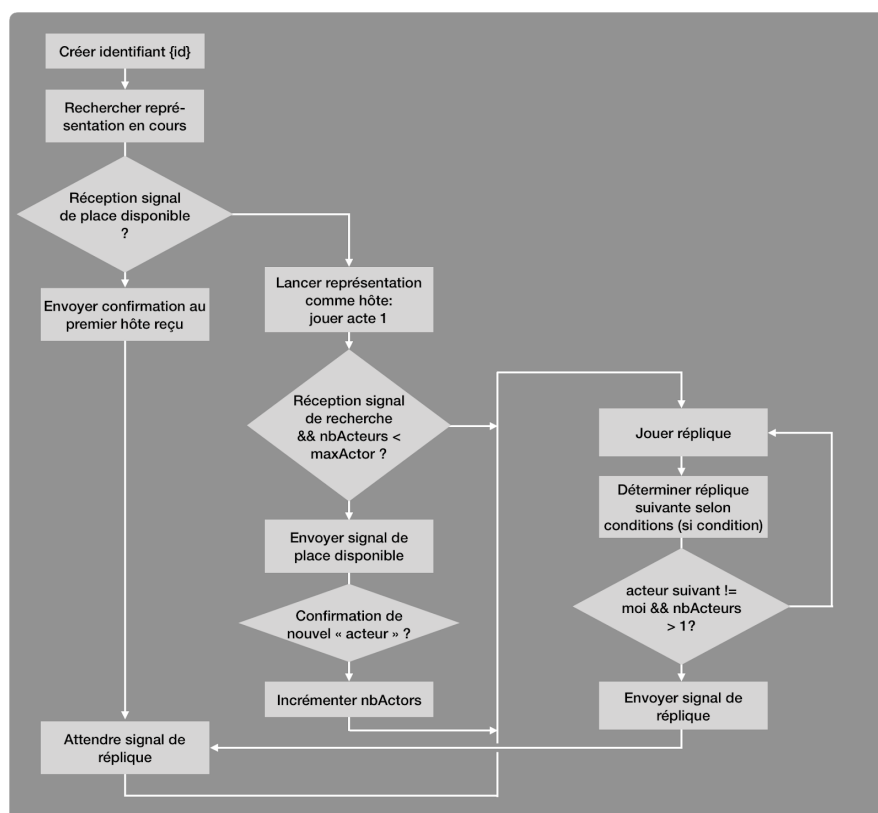 Créer identifiant {id}
Rechercher repré-
sentation en cours
Réception signal
de place disponible
?
Envoyer confirmation au
premier hôte reçu
Lancer représentation
comme hôte:
jouer acte 1
Réception signal
de recherche
&& nbActeurs <
maxActor ?
Envoyer signal de
place disponible
Confirmation de
nouvel « acteur » ?
Incrémenter nbActors
Jouer réplique
Déterminer réplique
suivante selon
conditions (si condition)
acteur suivant !=
moi && nbActeurs
> 1?
Envoyer signal de
réplique
Attendre signal de
réplique